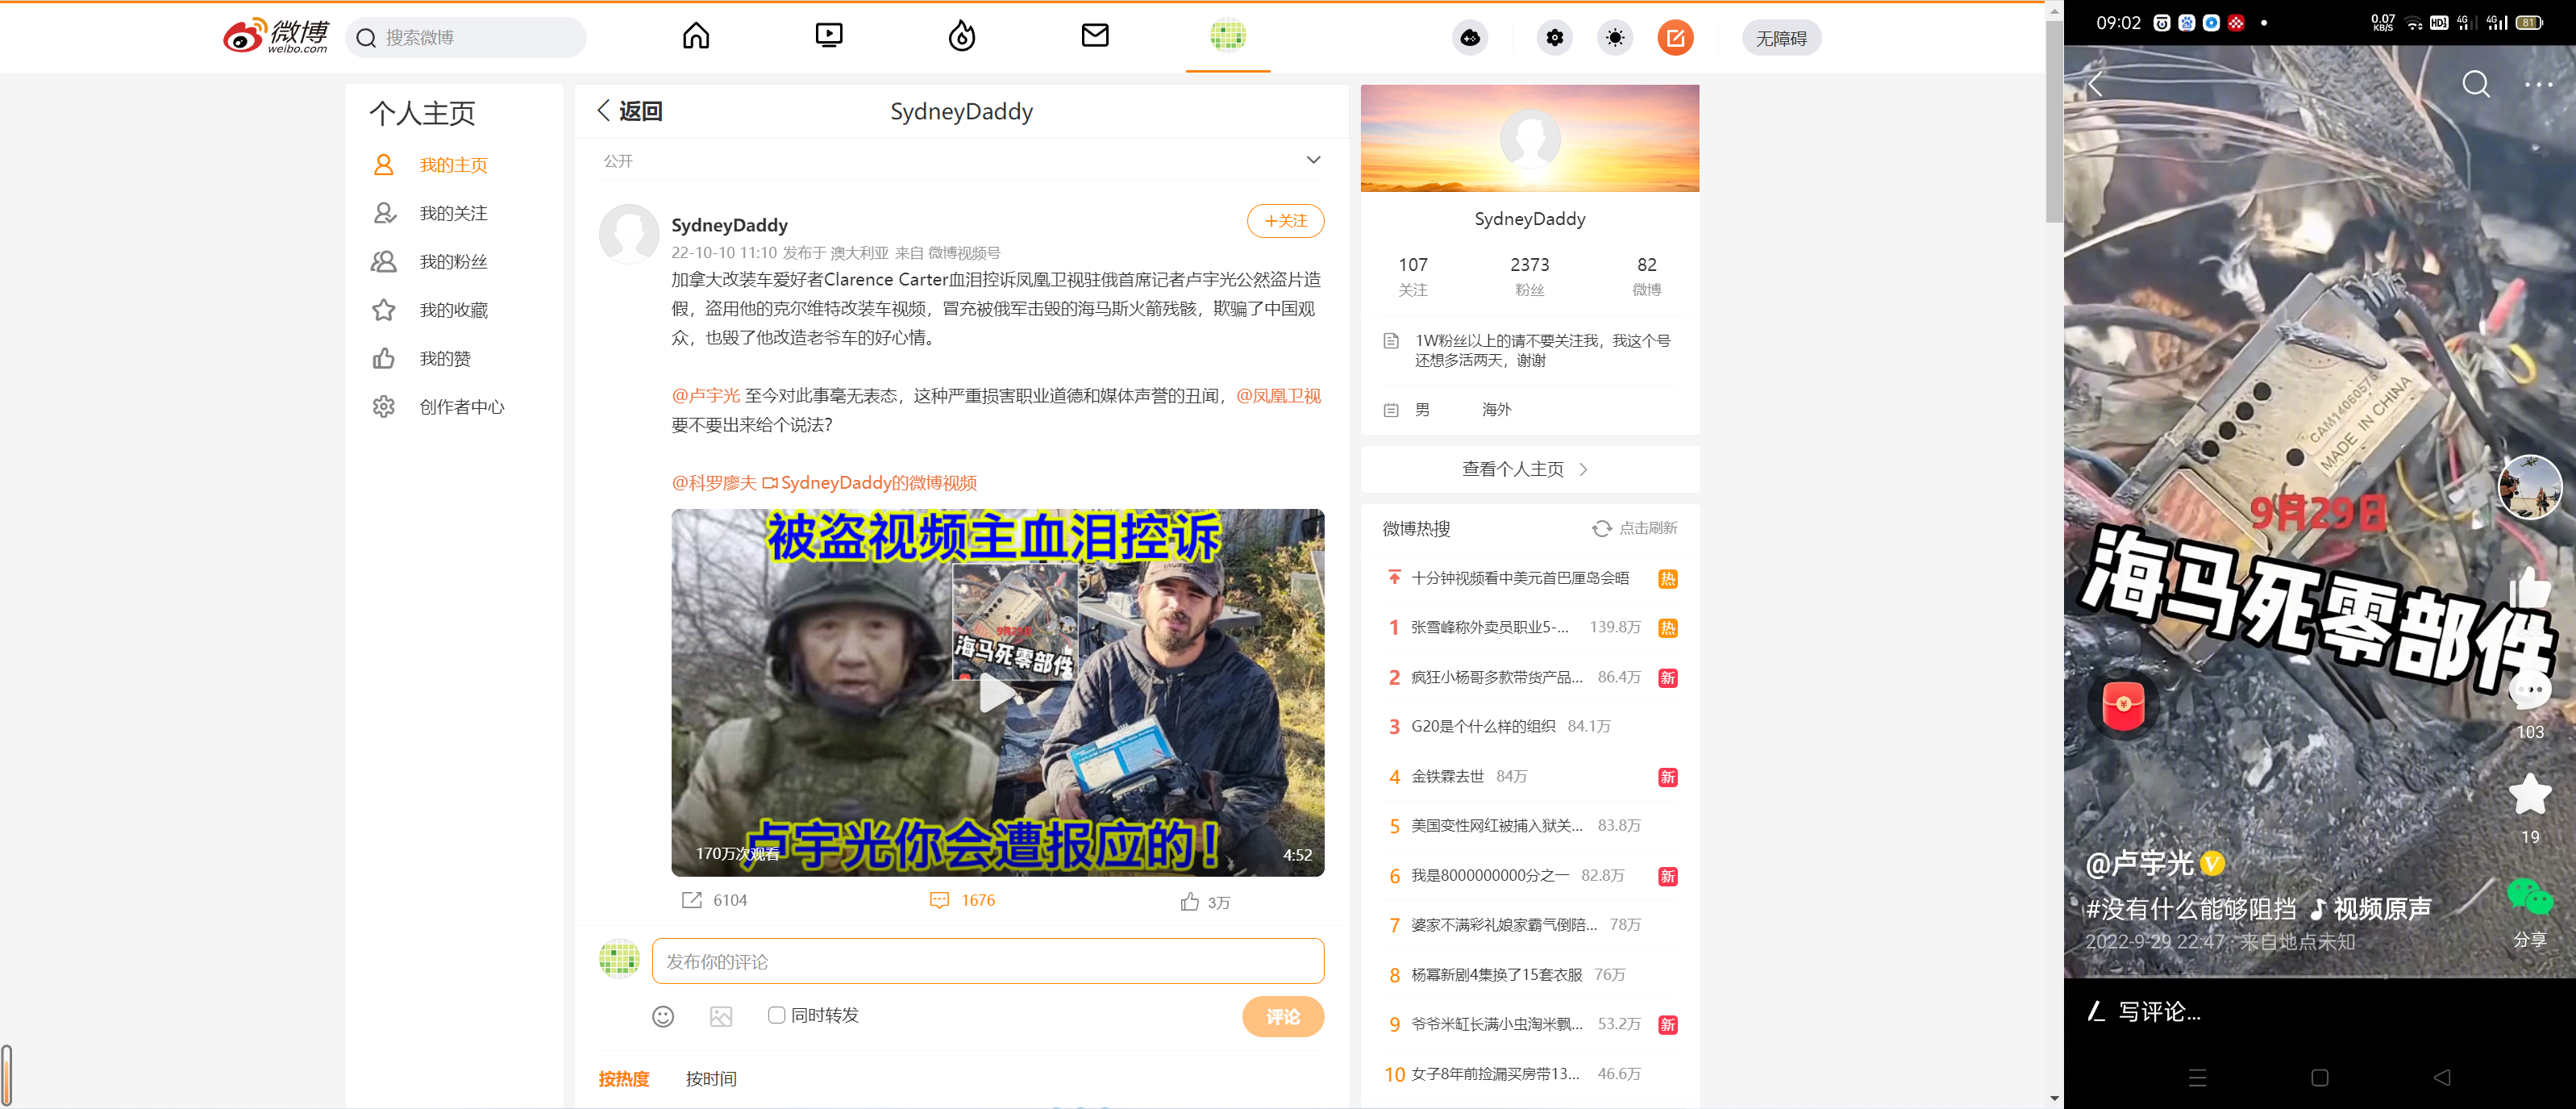 微博
weibo.com
搜索微博
无障碍
个人主页
我的主页
我的关注
我的粉丝
我的收藏
我的赞
创作者中心
返回
SydneyDaddy
公开
SydneyDaddy
+关注
22-10-10 11:10 发布于 澳大利亚 来自 微博视频号
加拿大改装车爱好者Clarence Carter血泪控诉凤凰卫视驻俄首席记者卢宇光公然盗片造
假，盗用他的克尔维特改装车视频，冒充被俄军击毁的海马斯火箭残骸，欺骗了中国观
众，也毁了他改造老爷车的好心情。
@卢宇光 至今对此事毫无表态，这种严重损害职业道德和媒体声誉的丑闻，@凤凰卫视
要不要出来给个说法？
@科罗廖夫 SydneyDaddy的微博视频
被盗视频主血泪控诉
9月29日
海马死零部件
卢宇光你会遭报应的！
170万次观看
4:52
6104
1676
3万
发布你的评论
同时转发
评论
按热度
按时间
SydneyDaddy
107
2373
82
关注
粉丝
微博
1W粉丝以上的请不要关注我，我这个号
还想多活两天，谢谢
男 海外
查看个人主页
微博热搜
点击刷新
十分钟视频看中美元首巴厘岛会晤 热
1 张雪峰称外卖员职业5-... 139.8万 热
2 疯狂小杨哥多款带货产品... 86.4万 新
3 G20是个什么样的组织 84.1万
4 金铁霖去世 84万 新
5 美国变性网红被捕入狱关... 83.8万
6 我是8000000000分之一 82.8万 新
7 婆家不满彩礼娘家霸气倒陪... 78万
8 杨幂新剧4集换了15套衣服 76万
9 爷爷米缸长满小虫淘米飘... 53.2万 新
10 女子8年前捡漏买房带13... 46.6万
09:02
0.07
KB/S
HD
4G
4G
81
CAM14060576
MADE IN CHINA
9月29日
海马死零部件
103
19
@卢宇光
#没有什么能够阻挡 视频原声
2022-9-29 22:47 · 来自地点未知
分享
写评论...